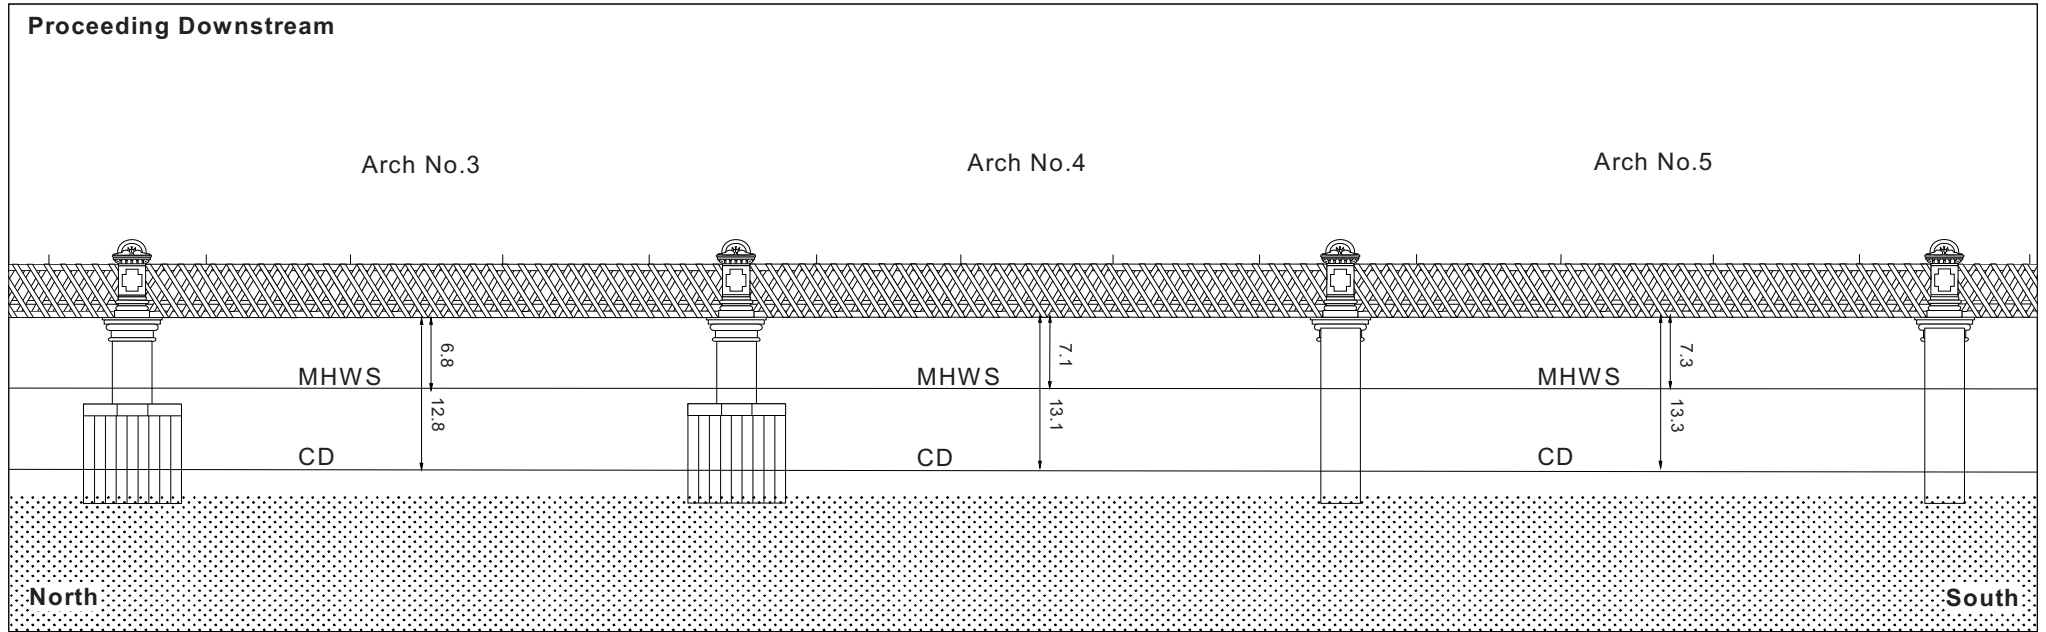 Proceeding Downstream
Arch No.3
Arch No.4
Arch No.5
6.8
7.1
7.3
MHWS
MHWS
MHWS
12.8
13.1
13.3
CD
CD
CD
North
South